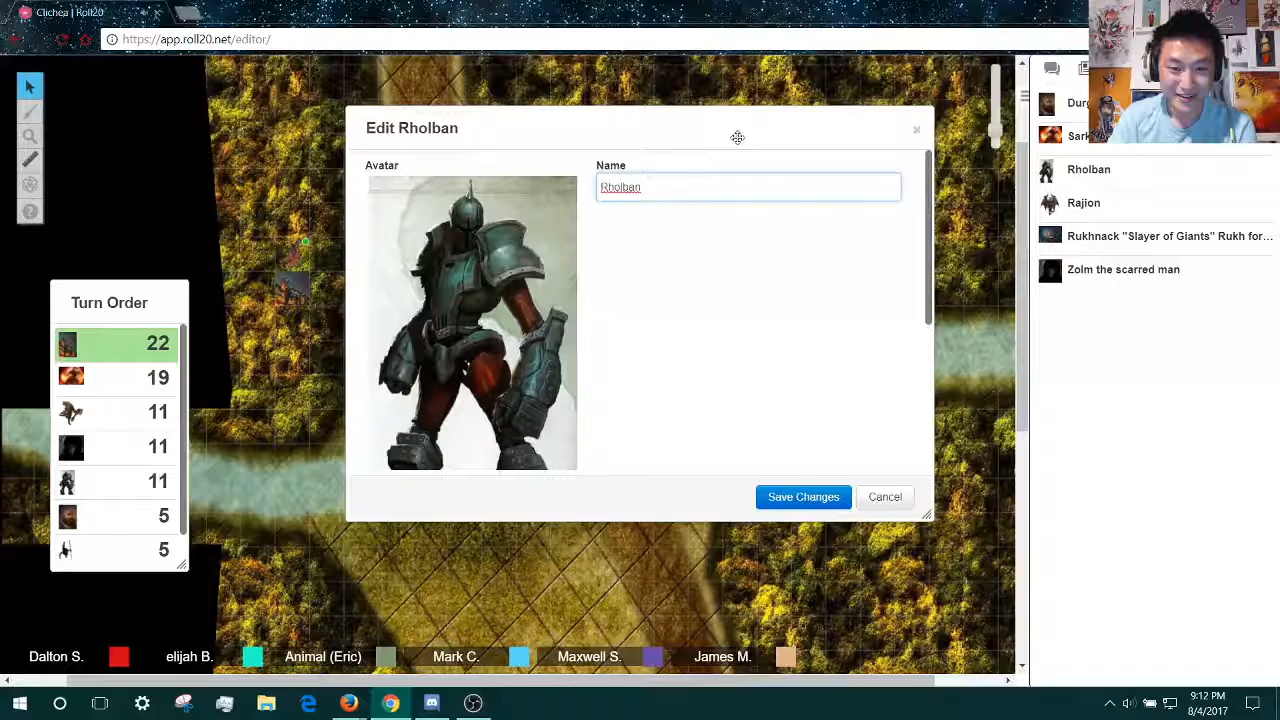 Clichea | Roll20
https://app.roll20.net/editor/
Edit Rholban
Avatar
Name
Rholban
Save Changes
Cancel
Turn Order
22
19
11
11
11
5
5
Durg
Sark
Rholban
Rajion
Rukhnack "Slayer of Giants" Rukh for...
Zolm the scarred man
Dalton S.
elijah B.
Animal (Eric)
Mark C.
Maxwell S.
James M.
9:12 PM
8/4/2017